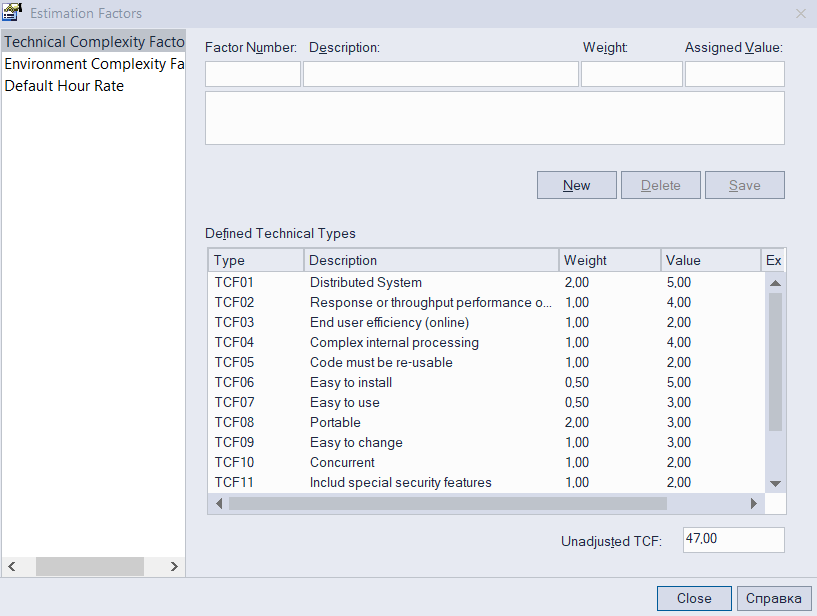 Estimation Factors
Technical Complexity Facto
Environment Complexity Fa
Default Hour Rate
Factor Number: Description: Weight: Assigned Value:
New Delete Save
Defined Technical Types
Type Description Weight Value Ex
TCF01 Distributed System 2,00 5,00
TCF02 Response or throughput performance o... 1,00 4,00
TCF03 End user efficiency (online) 1,00 2,00
TCF04 Complex internal processing 1,00 4,00
TCF05 Code must be re-usable 1,00 2,00
TCF06 Easy to install 0,50 5,00
TCF07 Easy to use 0,50 3,00
TCF08 Portable 2,00 3,00
TCF09 Easy to change 1,00 3,00
TCF10 Concurrent 1,00 2,00
TCF11 Includ special security features 1,00 2,00
Unadjusted TCF: 47,00
Close Справка